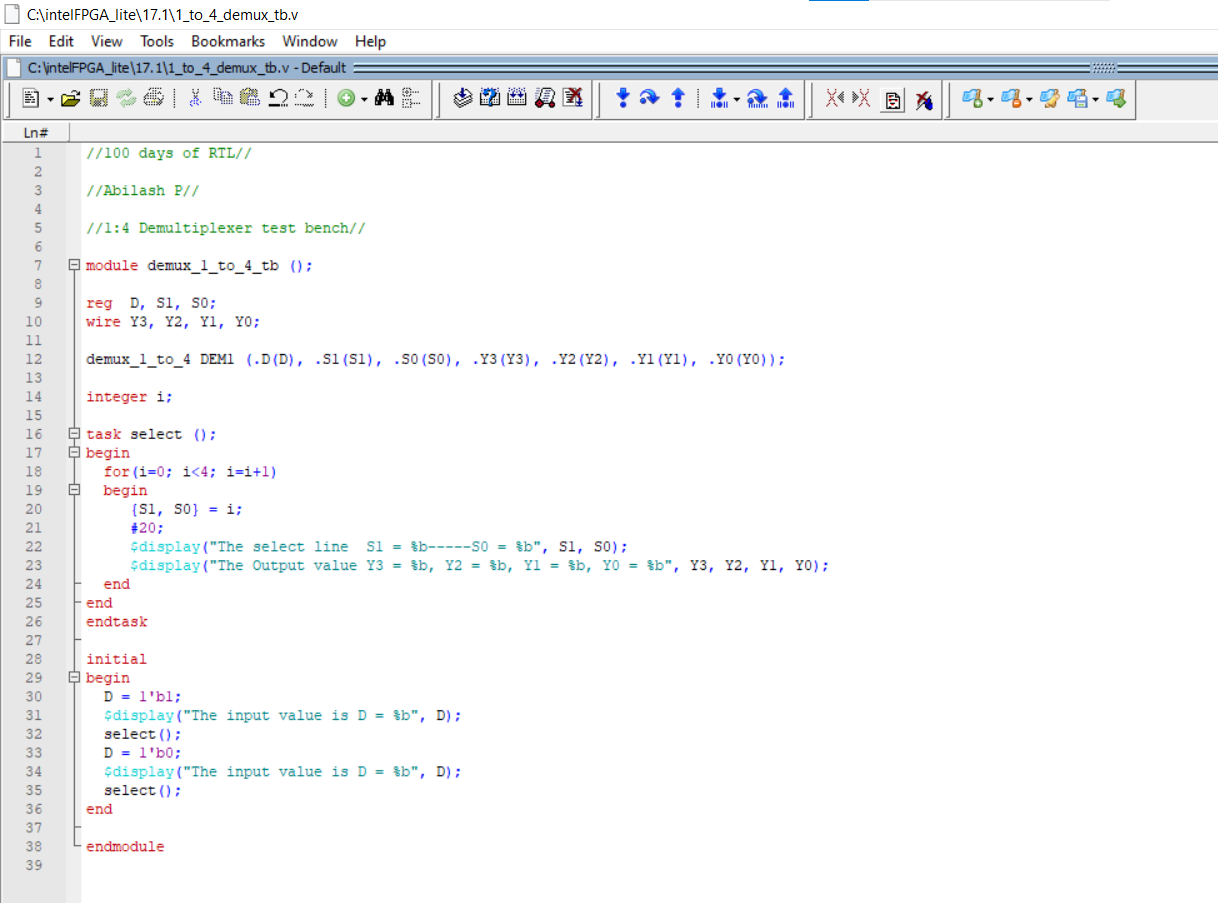 C:\intelFPGA_lite\17.1\1_to_4_demux_tb.v
File Edit View Tools Bookmarks Window Help
C:\intelFPGA_lite\17.1\1_to_4_demux_tb.v - Default
Ln#
1 //100 days of RTL//
2
3 //Abilash P//
4
5 //1:4 Demultiplexer test bench//
6
7 module demux_1_to_4_tb ();
8
9 reg  D, S1, S0;
10 wire Y3, Y2, Y1, Y0;
11
12 demux_1_to_4 DEM1 (.D(D), .S1(S1), .S0(S0), .Y3(Y3), .Y2(Y2), .Y1(Y1), .Y0(Y0));
13
14 integer i;
15
16 task select ();
17 begin
18   for(i=0; i<4; i=i+1)
19   begin
20      {S1, S0} = i;
21      #20;
22      $display("The select line  S1 = %b-----S0 = %b", S1, S0);
23      $display("The Output value Y3 = %b, Y2 = %b, Y1 = %b, Y0 = %b", Y3, Y2, Y1, Y0);
24   end
25 end
26 endtask
27
28 initial
29 begin
30   D = 1'b1;
31   $display("The input value is D = %b", D);
32   select();
33   D = 1'b0;
34   $display("The input value is D = %b", D);
35   select();
36 end
37
38 endmodule
39